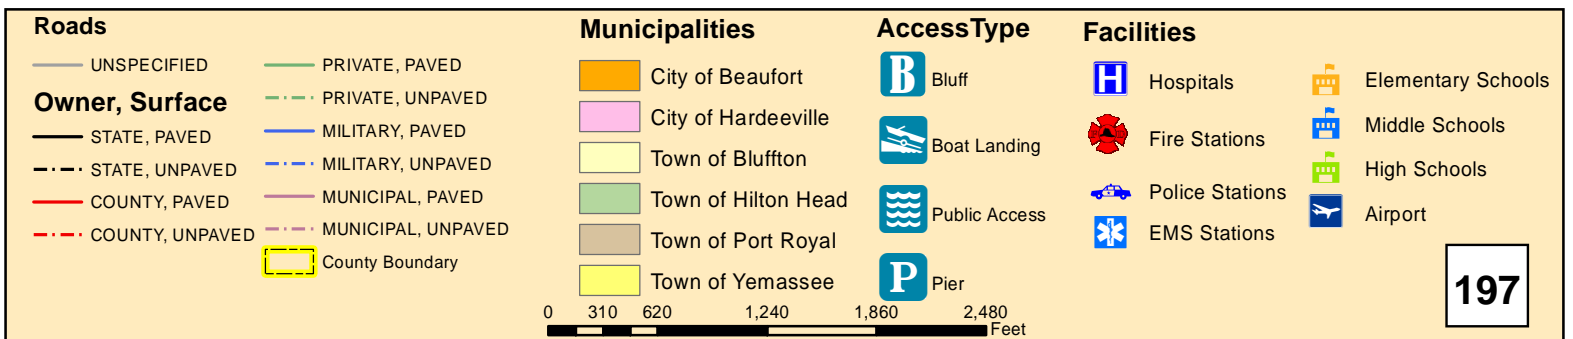 Roads
UNSPECIFIED
Owner, Surface
STATE, PAVED
STATE, UNPAVED
COUNTY, PAVED
COUNTY, UNPAVED
PRIVATE, PAVED
PRIVATE, UNPAVED
MILITARY, PAVED
MILITARY, UNPAVED
MUNICIPAL, PAVED
MUNICIPAL, UNPAVED
County Boundary
Municipalities
City of Beaufort
City of Hardeeville
Town of Bluffton
Town of Hilton Head
Town of Port Royal
Town of Yemassee
AccessType
B Bluff
Boat Landing
Public Access
P Pier
Facilities
H Hospitals
Fire Stations
Police Stations
EMS Stations
Elementary Schools
Middle Schools
High Schools
Airport
0 310 620 1,240 1,860 2,480
Feet
197